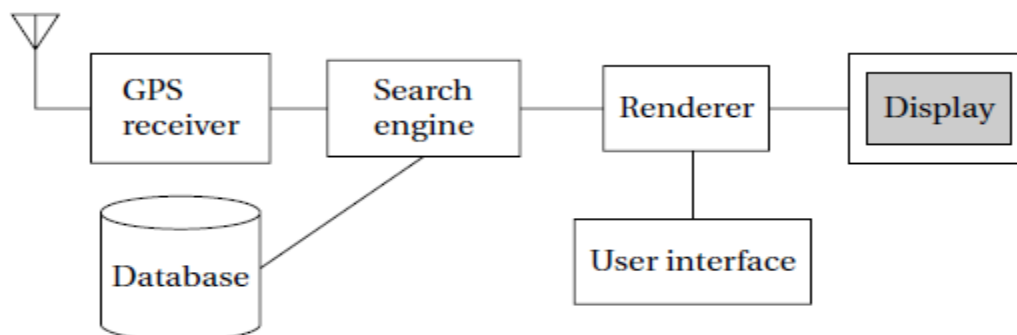 GPS
receiver
Search
engine
Renderer
Display
Database
User interface